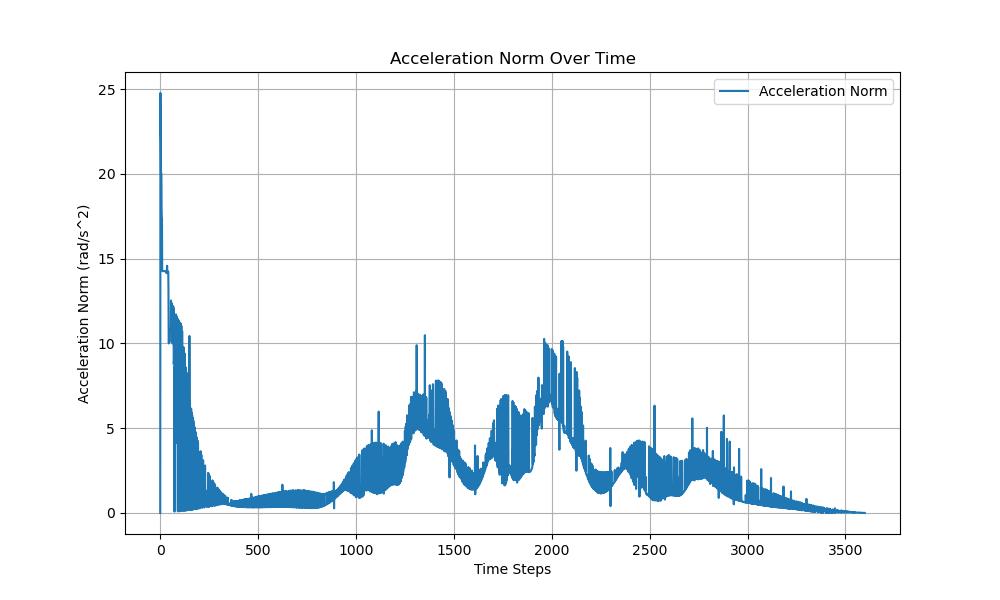 Acceleration Norm Over Time
Acceleration Norm
Acceleration Norm (rad/s^2)
25
20
15
10
5
0
0 500 1000 1500 2000 2500 3000 3500
Time Steps